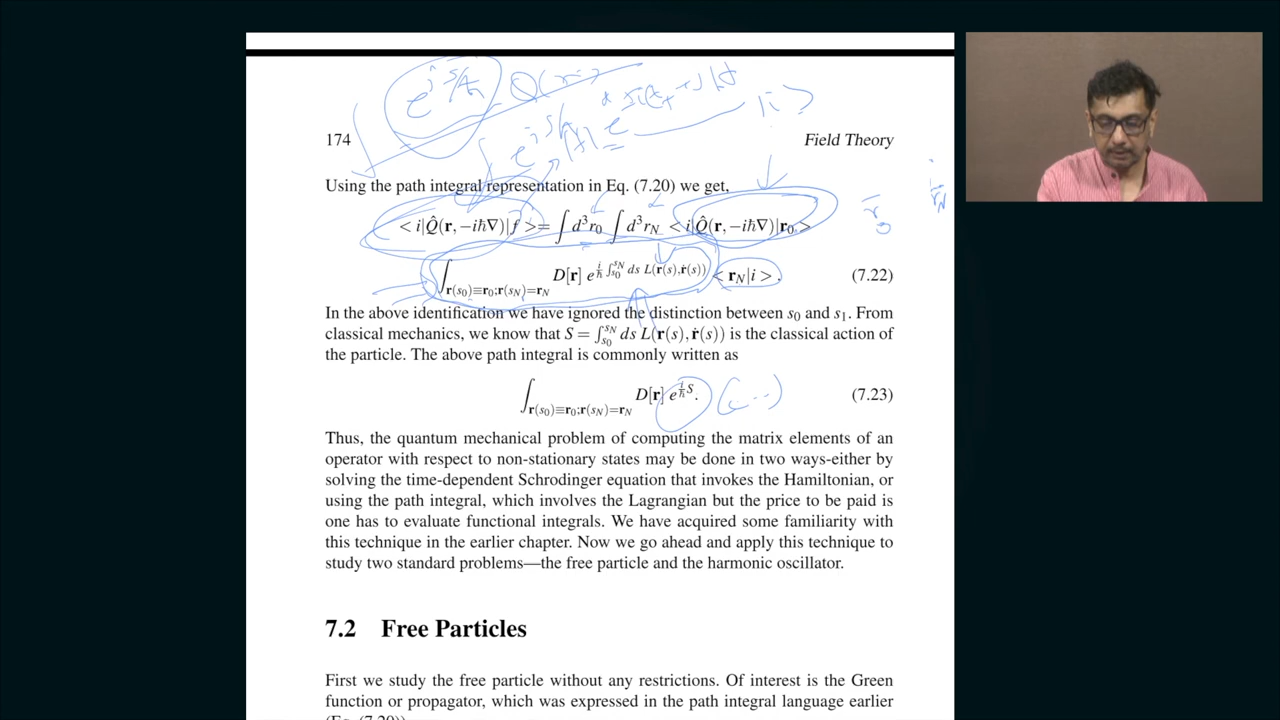 e^{i S/ħ}
174 Field Theory
Using the path integral representation in Eq. (7.20) we get,
< i|Q̂(r, −iħ∇)|f >= ∫ d³r₀ ∫ d³r_N < i|Q̂(r, −iħ∇)|r₀ >
∫_{r(s₀)≡r₀;r(s_N)=r_N} D[r] e^{i/ħ ∫_{s₀}^{s_N} ds L(r(s),ṙ(s))} < r_N|i > . (7.22)
In the above identification we have ignored the distinction between s₀ and s₁. From
classical mechanics, we know that S = ∫_{s₀}^{s_N} ds L(r(s), ṙ(s)) is the classical action of
the particle. The above path integral is commonly written as
∫_{r(s₀)≡r₀;r(s_N)=r_N} D[r] e^{i/ħ S}. (...) (7.23)
Thus, the quantum mechanical problem of computing the matrix elements of an
operator with respect to non-stationary states may be done in two ways-either by
solving the time-dependent Schrodinger equation that invokes the Hamiltonian, or
using the path integral, which involves the Lagrangian but the price to be paid is
one has to evaluate functional integrals. We have acquired some familiarity with
this technique in the earlier chapter. Now we go ahead and apply this technique to
study two standard problems—the free particle and the harmonic oscillator.
7.2 Free Particles
First we study the free particle without any restrictions. Of interest is the Green
function or propagator, which was expressed in the path integral language earlier
(Eq. (7.20))